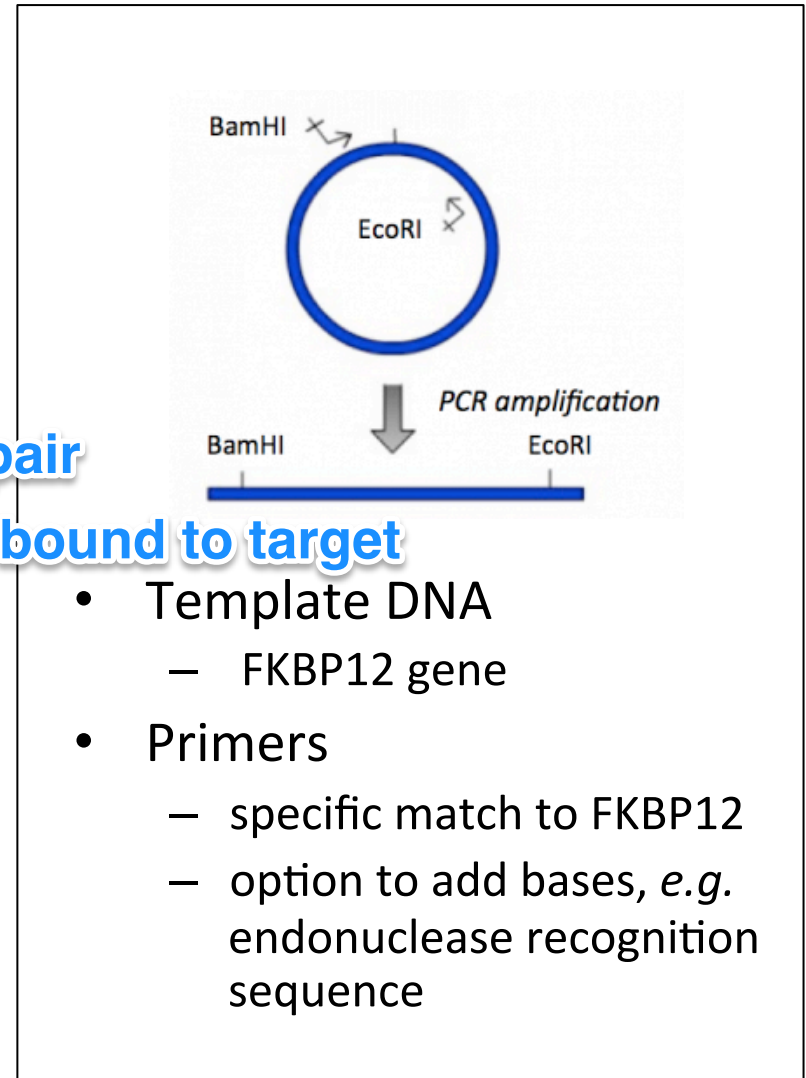 BamHI
EcoRI
PCR amplification
BamHI
EcoRI
pair
bound to target
• Template DNA
– FKBP12 gene
• Primers
– specific match to FKBP12
– option to add bases, e.g.
endonuclease recognition
sequence